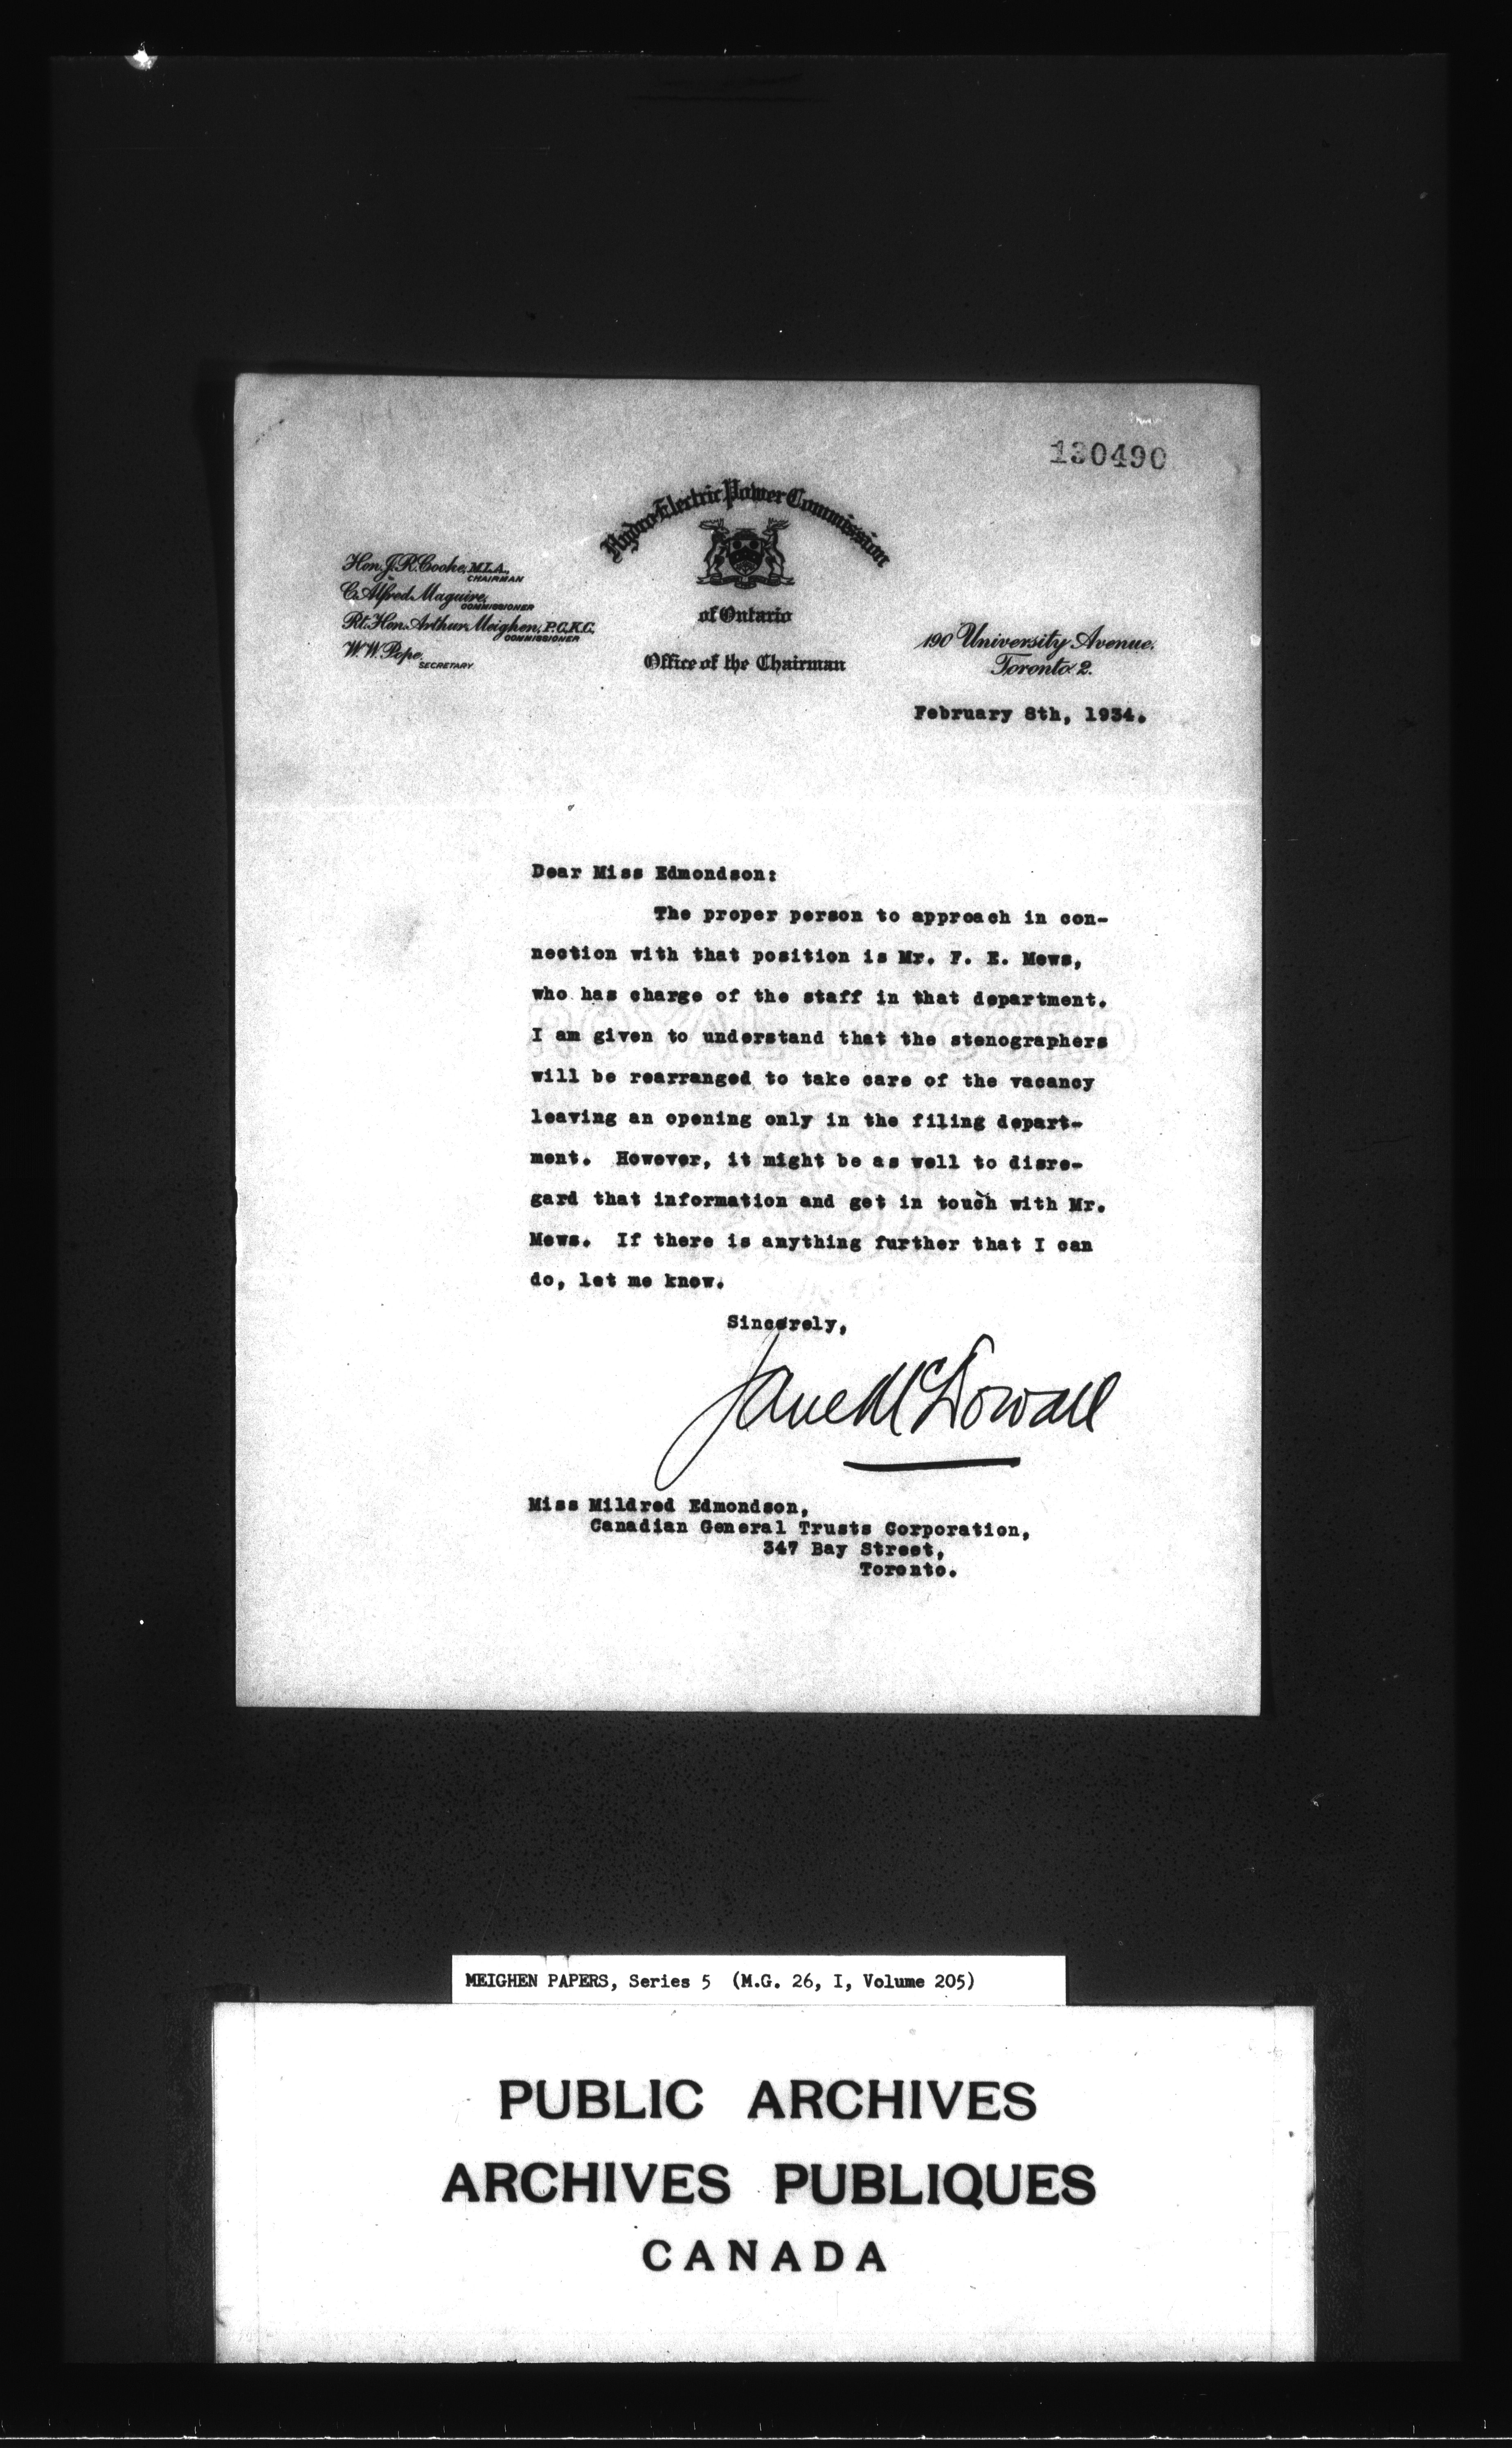 130490
Hydro-Electric Power Commission
of Ontario
Office of the Chairman
Hon. J. R. Cooke, M.L.A.,
CHAIRMAN
C. Alfred Maguire,
COMMISSIONER
Rt. Hon. Arthur Meighen, P.C., K.C.,
COMMISSIONER
W. W. Pope,
SECRETARY
190 University Avenue,
Toronto 2.
February 8th, 1934.
Dear Miss Edmondson:
The proper person to approach in con-
nection with that position is Mr. F. E. Mews,
who has charge of the staff in that department.
I am given to understand that the stenographers
will be rearranged to take care of the vacancy
leaving an opening only in the filing depart-
ment. However, it might be as well to disre-
gard that information and get in touch with Mr.
Mews. If there is anything further that I can
do, let me know.
Sincerely,
Jane McDowall
Miss Mildred Edmondson,
Canadian General Trusts Corporation,
347 Bay Street,
Toronto.
MEIGHEN PAPERS, Series 5 (M.G. 26, I, Volume 205)
PUBLIC ARCHIVES
ARCHIVES PUBLIQUES
CANADA